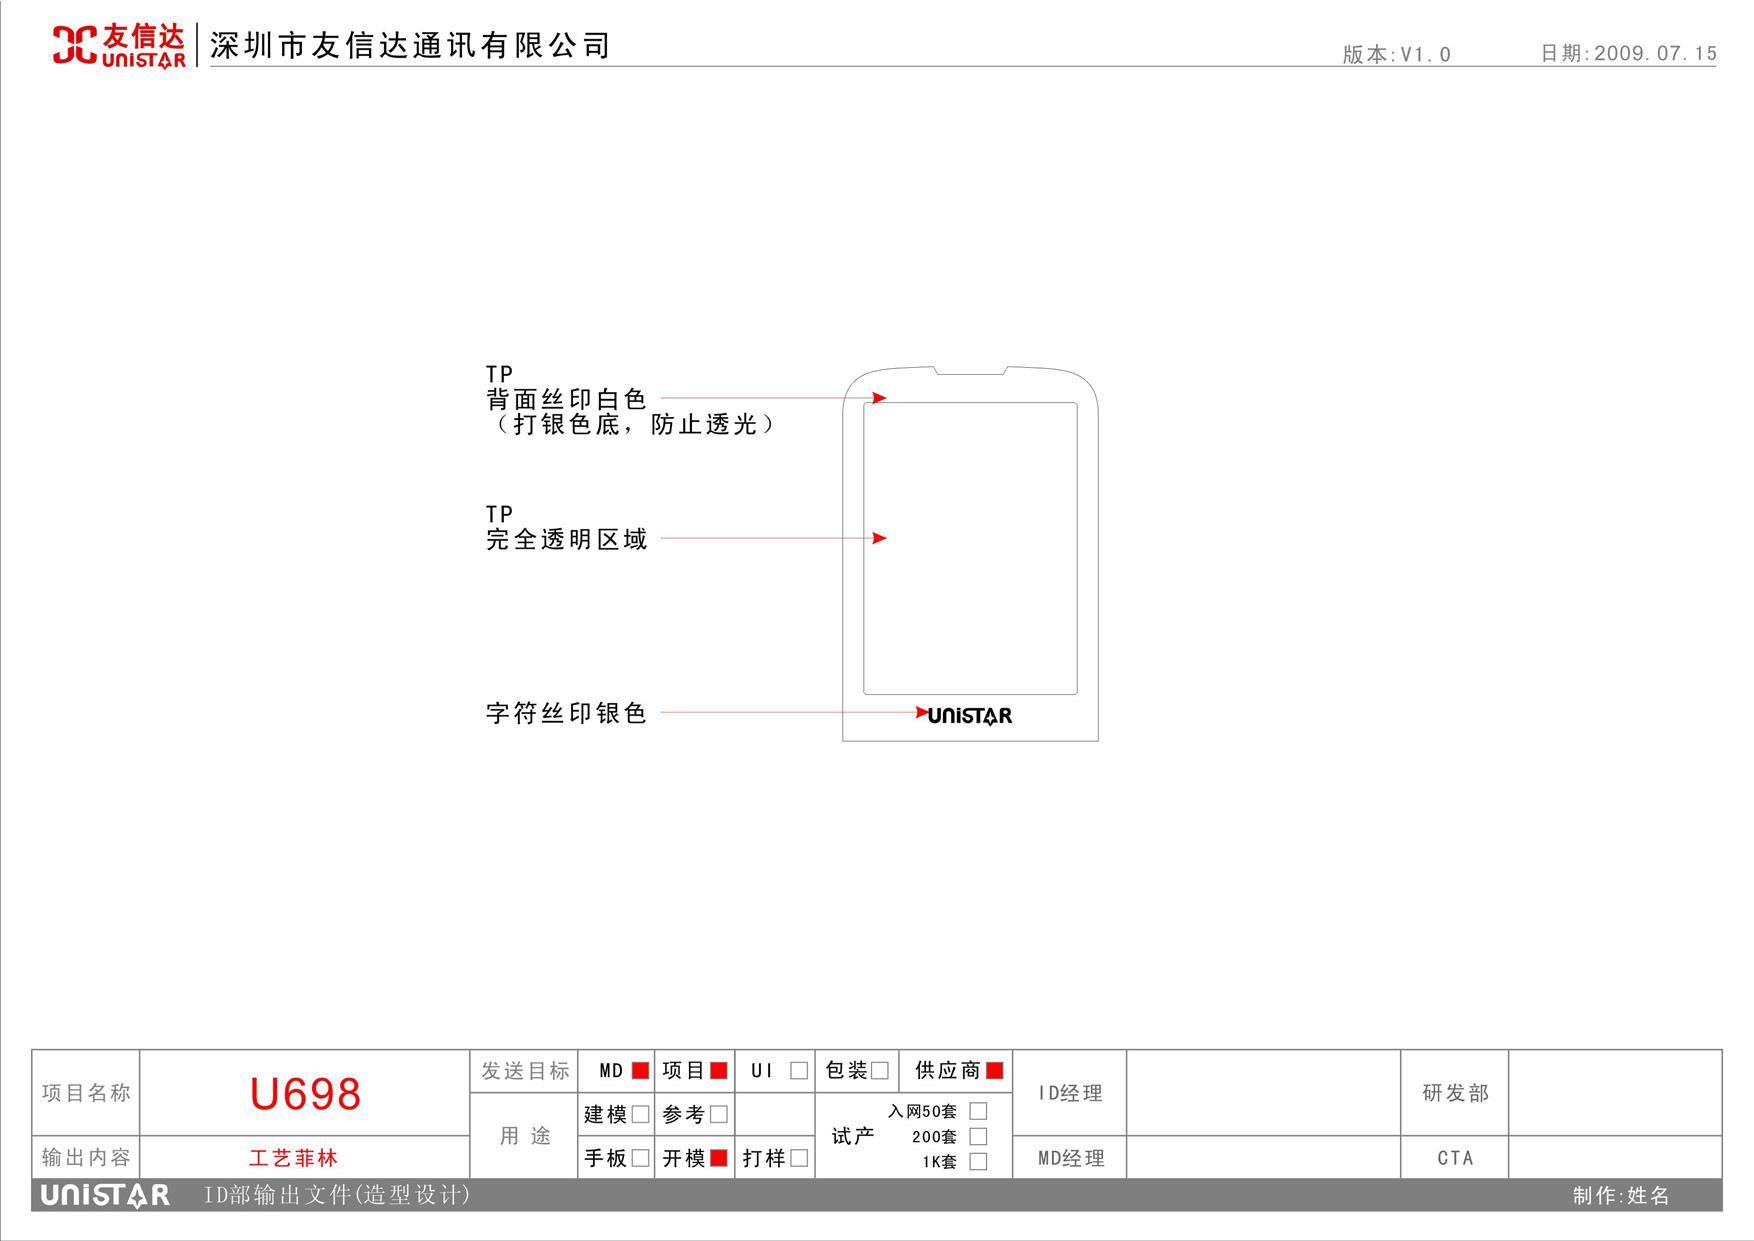 友信达
UNISTAR
深圳市友信达通讯有限公司
版本:V1.0
日期:2009.07.15
TP
背面丝印白色
（打银色底，防止透光）
TP
完全透明区域
字符丝印银色
UNISTAR
项目名称
U698
发送目标
MD
项目
UI
包装
供应商
ID经理
研发部
用 途
建模
参考
试产
入网50套
200套
1K套
输出内容
工艺菲林
手板
开模
打样
MD经理
CTA
UNISTAR
ID部输出文件(造型设计)
制作:姓名